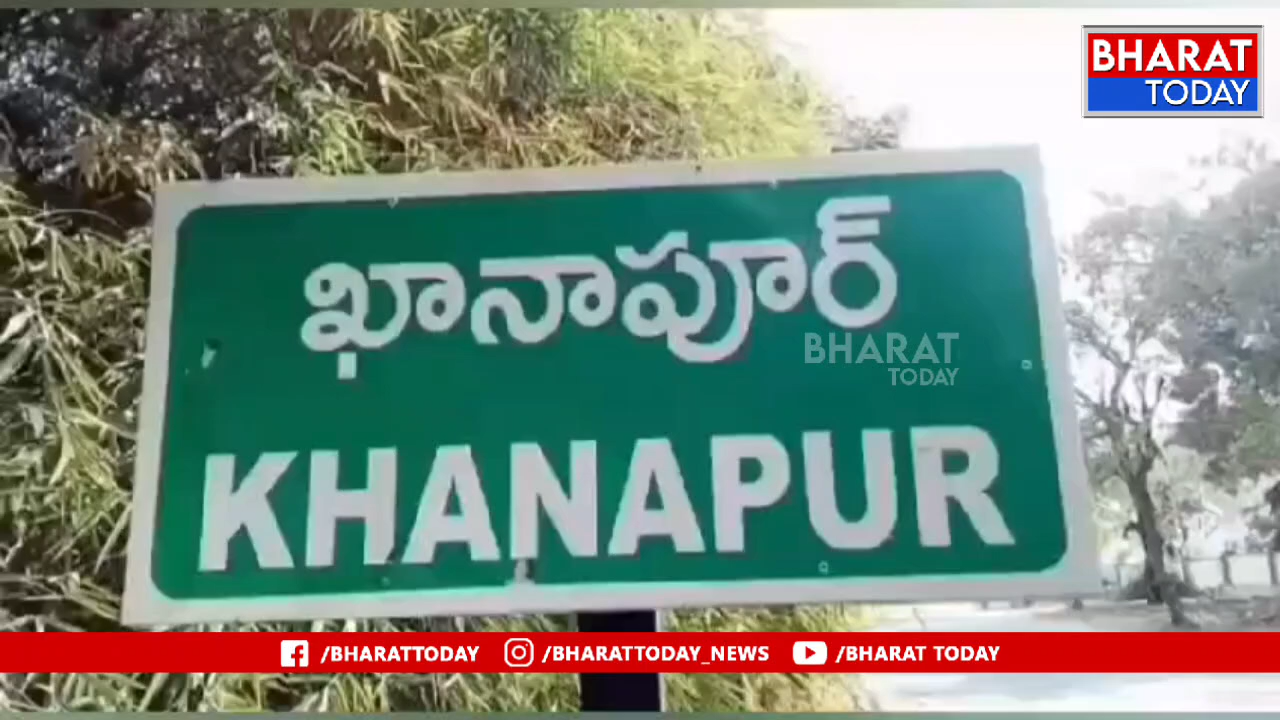 BHARAT
TODAY
ఖానాపూర్
BHARAT
TODAY
KHANAPUR
/BHARATTODAY
/BHARATTODAY_NEWS
/BHARAT TODAY